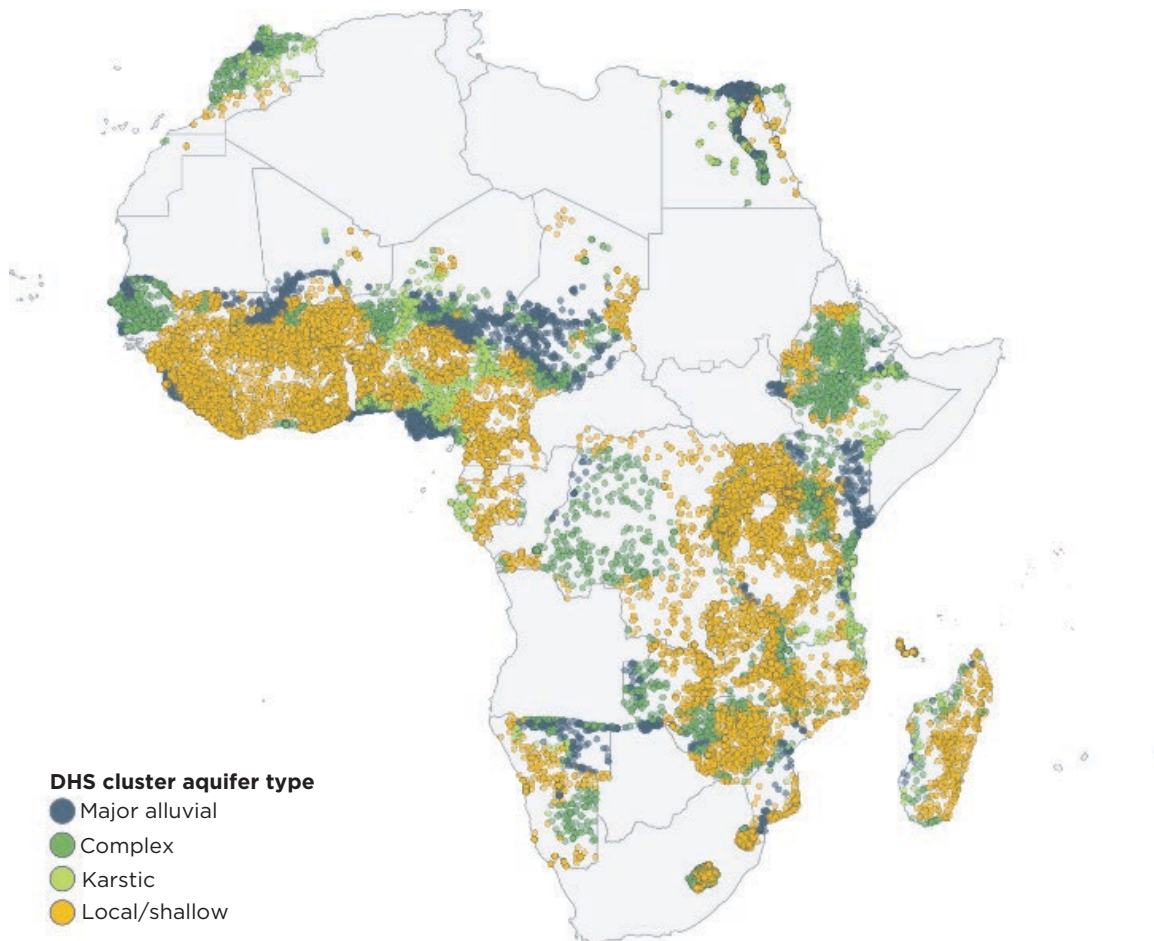 DHS cluster aquifer type
Major alluvial
Complex
Karstic
Local/shallow